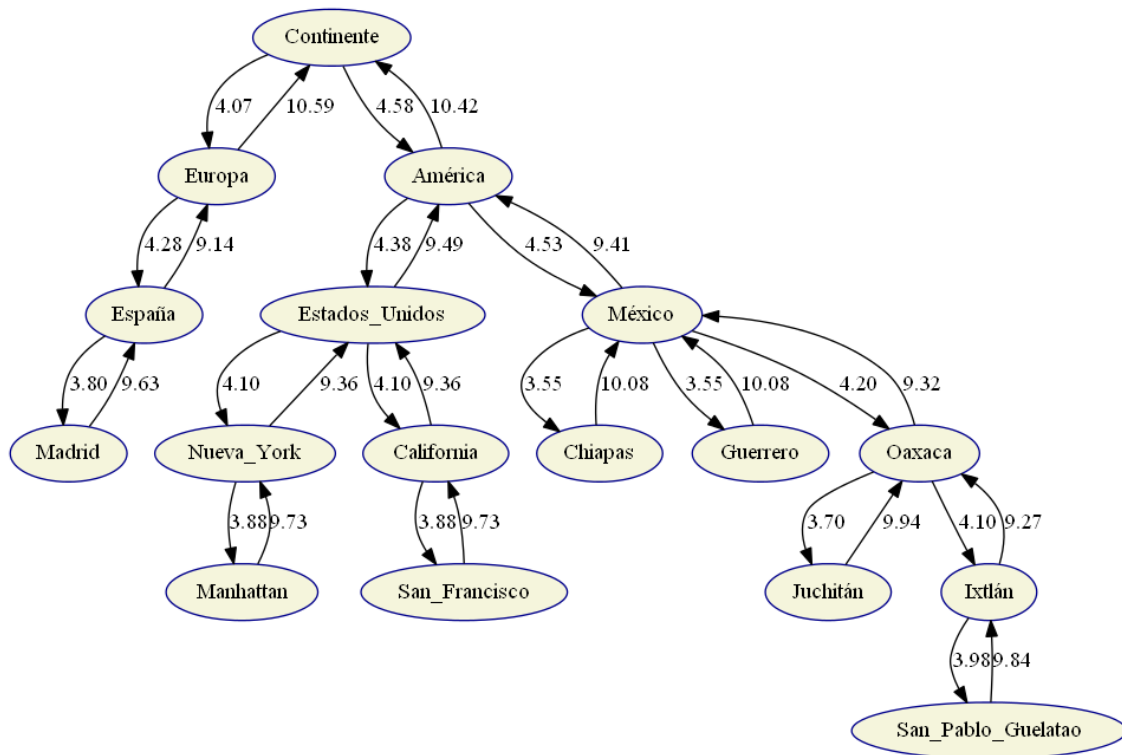 Continente
4.07 10.59 4.58 10.42
Europa América
4.28 9.14 4.38 9.49 4.53 9.41
España Estados_Unidos México
3.80 9.63 4.10 9.36 4.10 9.36 3.55 10.08 3.55 10.08 4.20 9.32
Madrid Nueva_York California Chiapas Guerrero Oaxaca
3.88 9.73 3.88 9.73 3.70 9.94 4.10 9.27
Manhattan San_Francisco Juchitán Ixtlán
3.98 9.84
San_Pablo_Guelatao